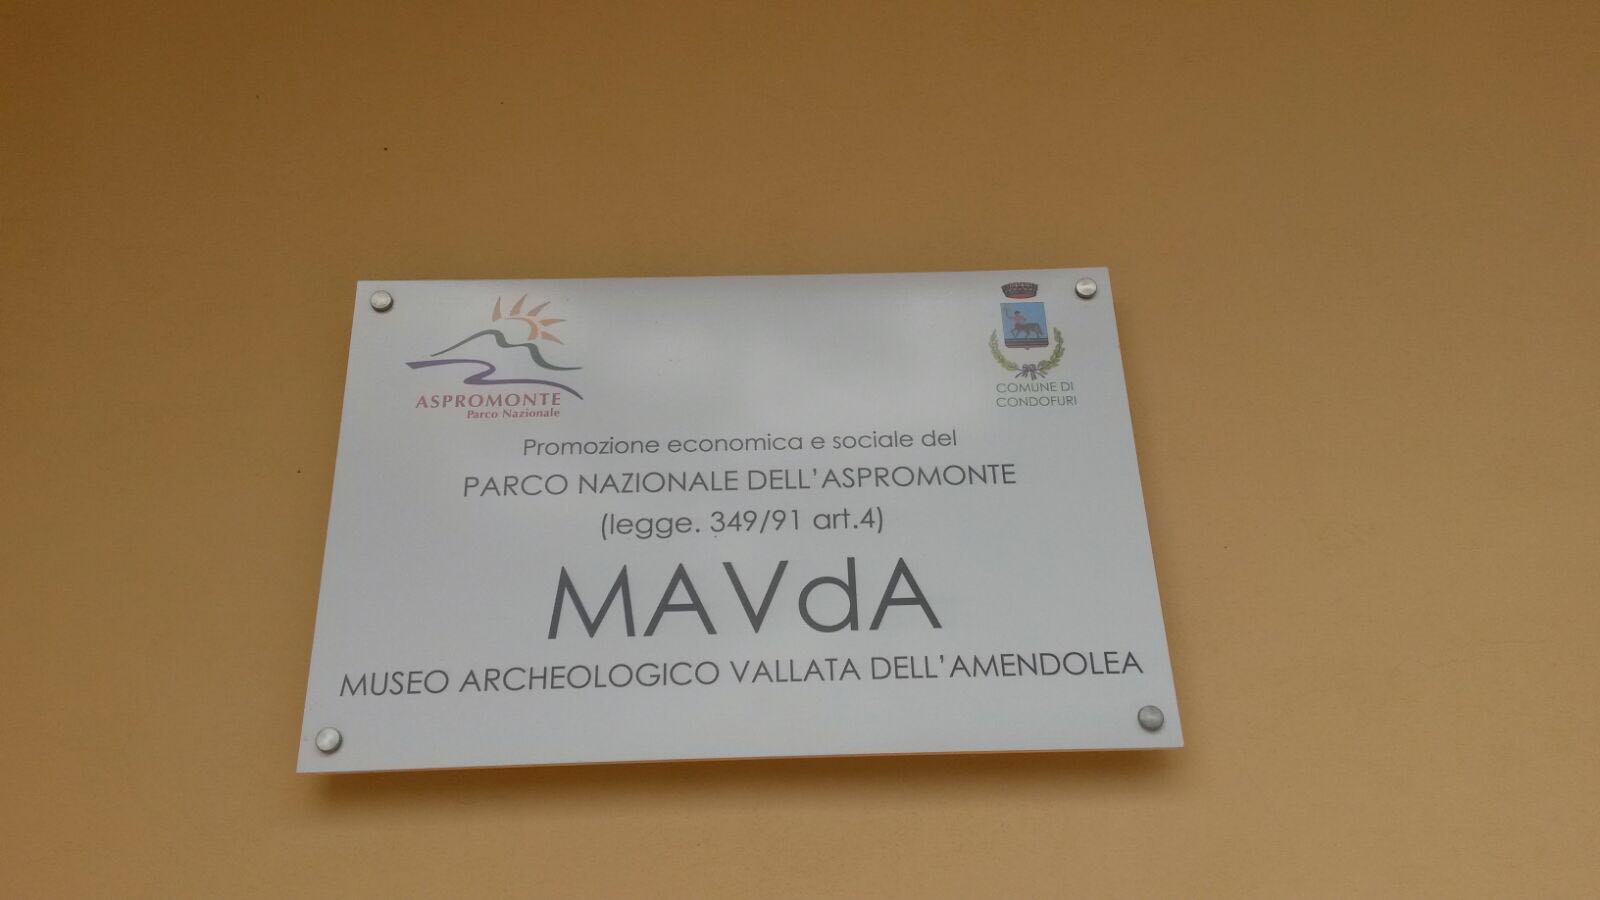 ASPROMONTE
Parco Nazionale
COMUNE DI
CONDOFURI
Promozione economica e sociale del
PARCO NAZIONALE DELL'ASPROMONTE
(legge. 349/91 art.4)
MAVdA
MUSEO ARCHEOLOGICO VALLATA DELL'AMENDOLEA